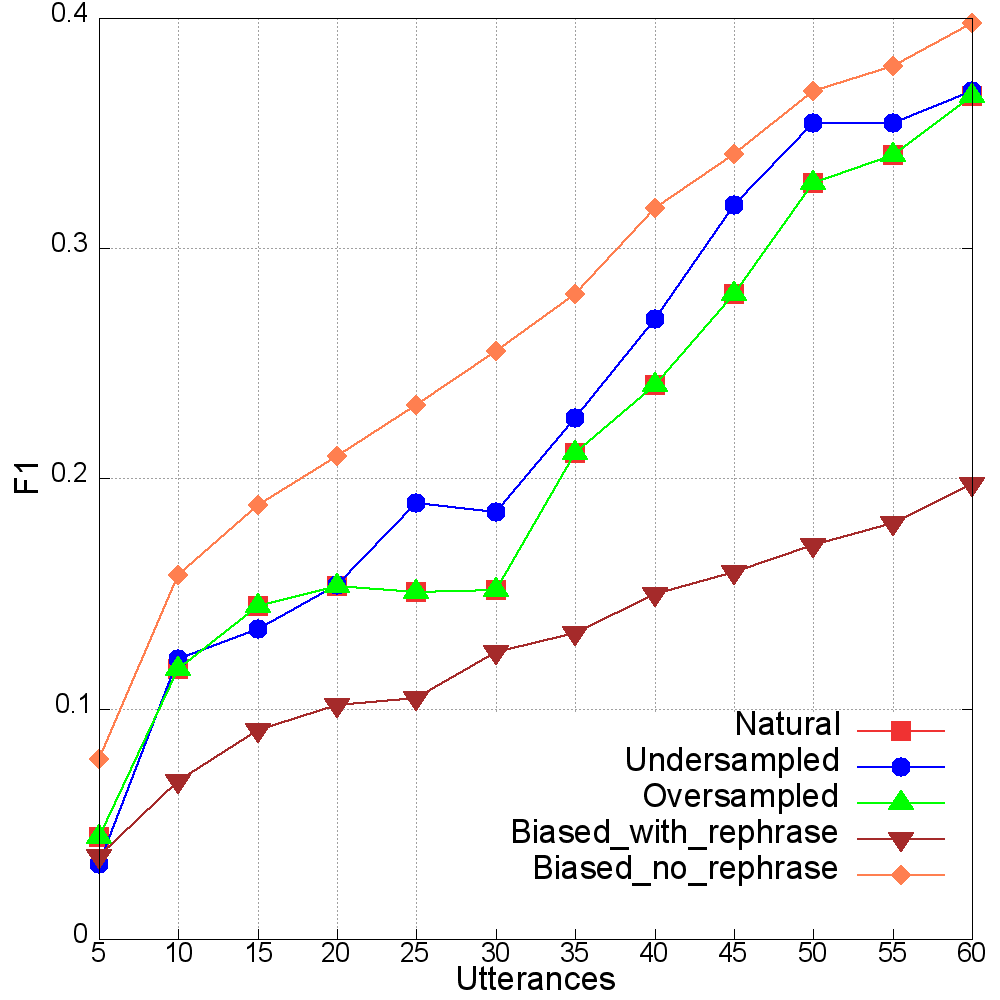 0.4
0.3
0.2
0.1
0
F1
5 10 15 20 25 30 35 40 45 50 55 60
Utterances
Natural
Undersampled
Oversampled
Biased_with_rephrase
Biased_no_rephrase